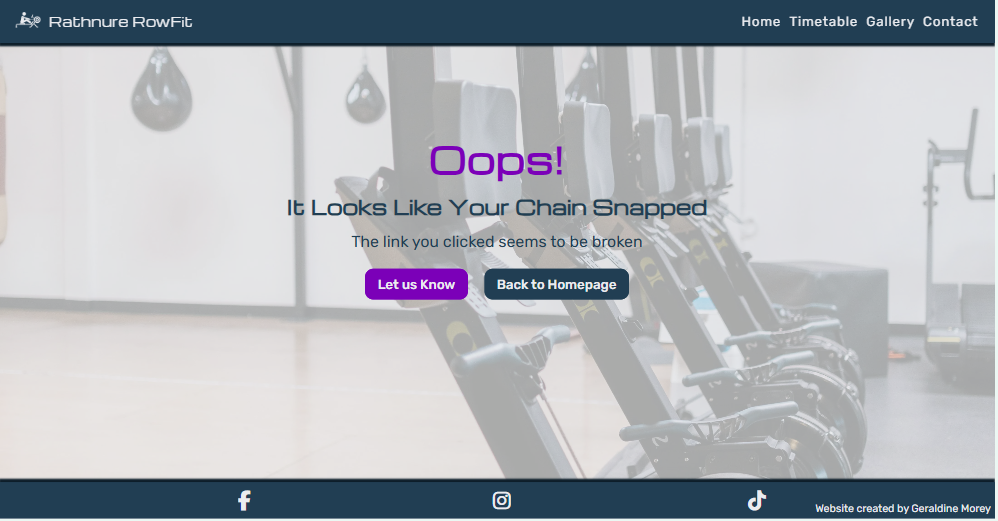 Rathnure RowFit
Home Timetable Gallery Contact
Oops!
It Looks Like Your Chain Snapped
The link you clicked seems to be broken
Let us Know Back to Homepage
Website created by Geraldine Morey